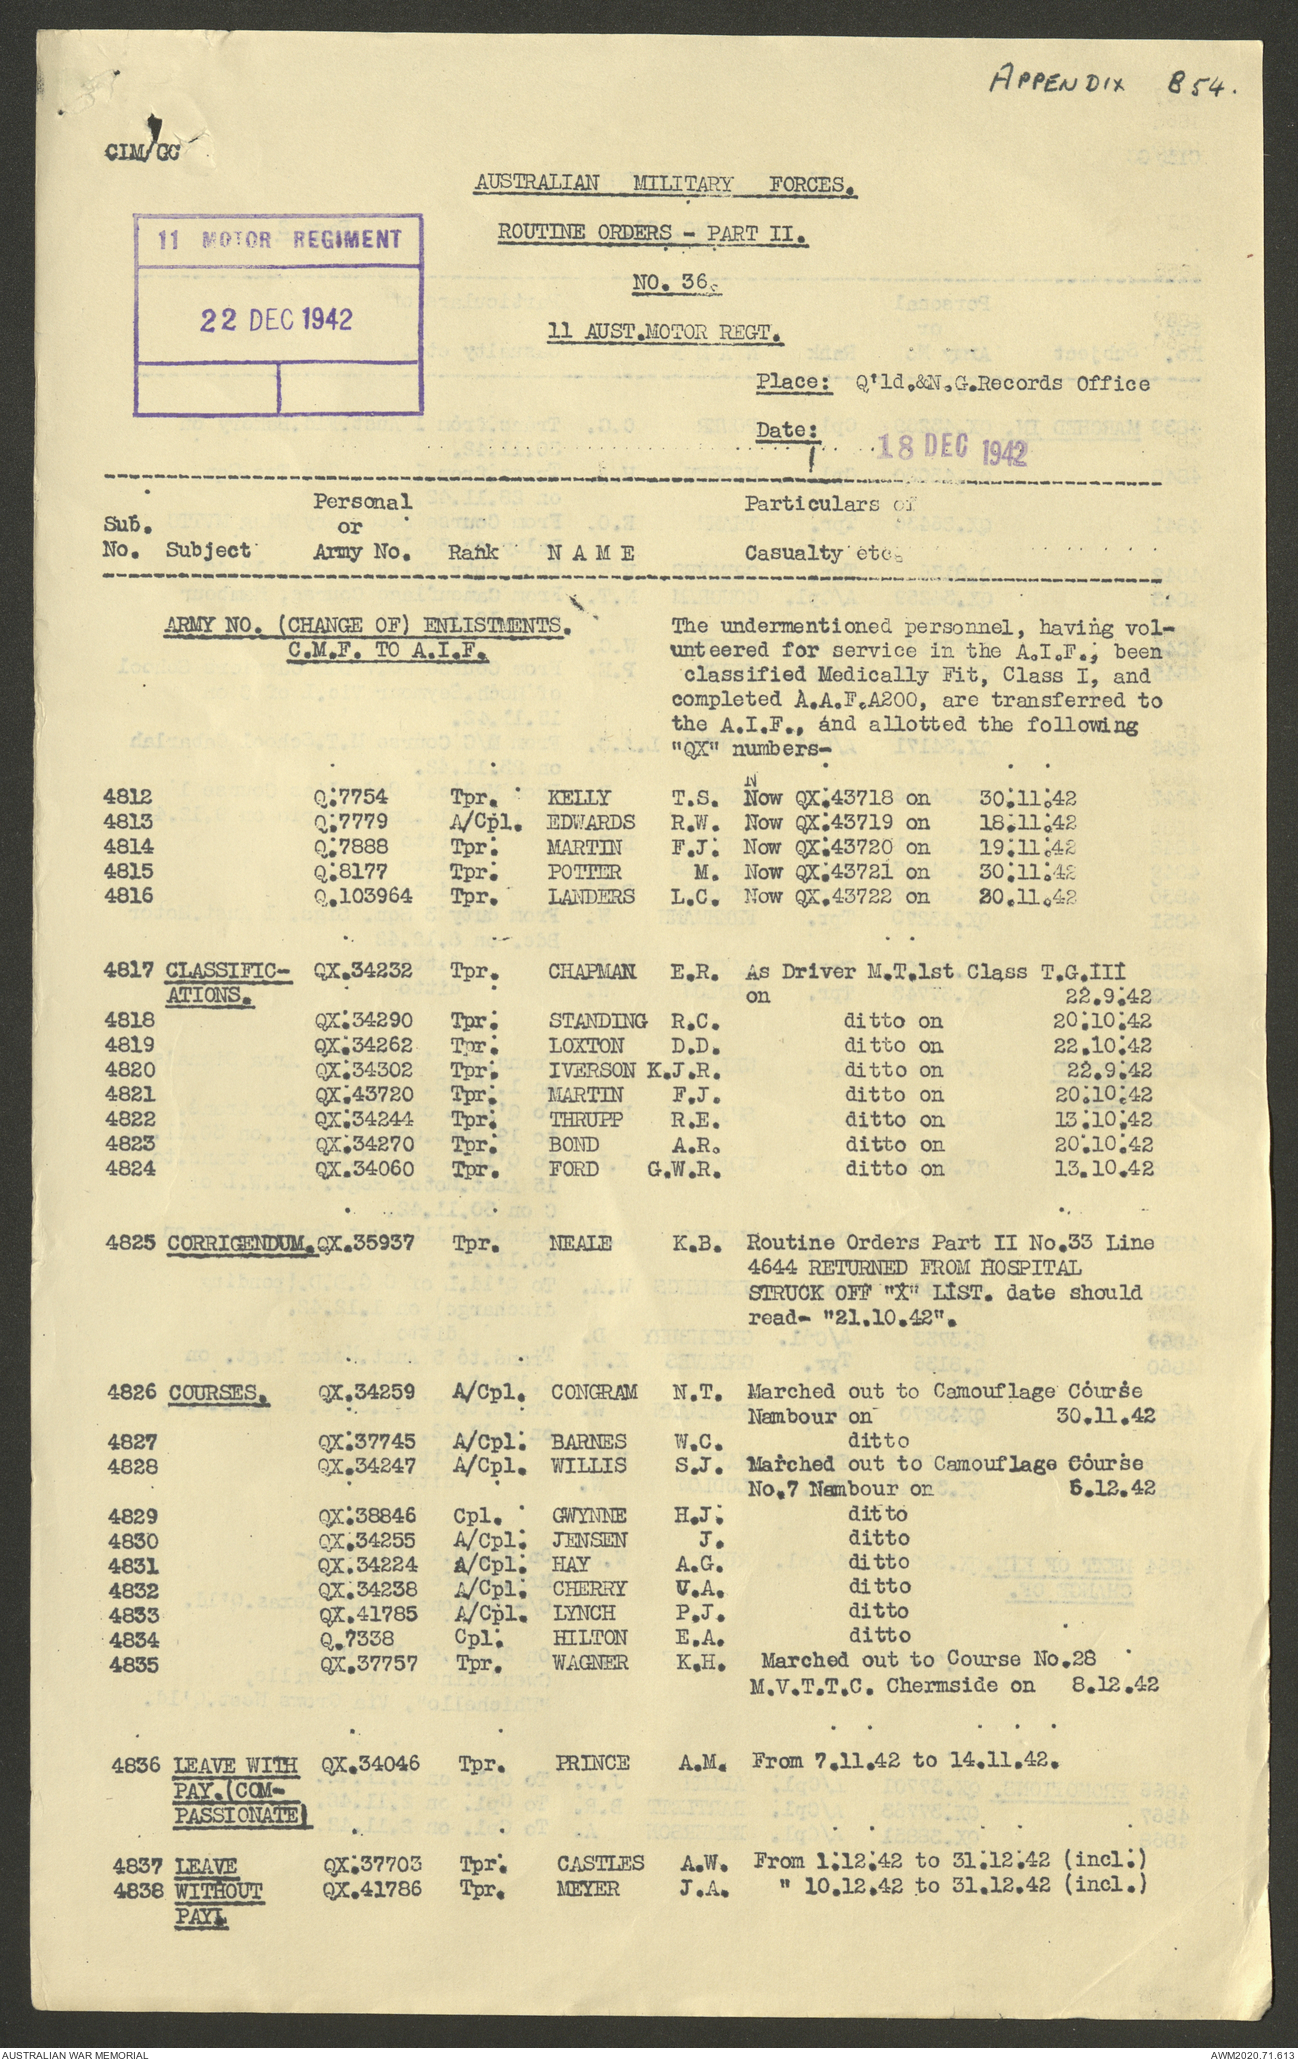 APPENDIX B54.
CIM/GC
AUSTRALIAN MILITARY FORCES.
11 MOTOR REGIMENT
ROUTINE ORDERS - PART II.
NO. 36.
22 DEC 1942
11 AUST.MOTOR REGT.
Place: Q'ld.&N.G.Records Office
Date: 18 DEC 1942
Sub. No. Subject Personal or Army No. Rank N A M E Particulars of Casualty etc.
ARMY NO. (CHANGE OF) ENLISTMENTS.
C.M.F. TO A.I.F.
The undermentioned personnel, having vol-
unteered for service in the A.I.F., been
classified Medically Fit, Class I, and
completed A.A.F.A200, are transferred to
the A.I.F., and allotted the following
"QX" numbers-
4812 Q.7754 Tpr. KELLY T.S. Now QX.43718 on 30.11.42
4813 Q.7779 A/Cpl. EDWARDS R.W. Now QX.43719 on 18.11.42
4814 Q.7888 Tpr. MARTIN F.J. Now QX.43720 on 19.11.42
4815 Q.8177 Tpr. POTTER M. Now QX.43721 on 30.11.42
4816 Q.103964 Tpr. LANDERS L.C. Now QX.43722 on 20.11.42
4817 CLASSIFIC- QX.34232 Tpr. CHAPMAN E.R. As Driver M.T.1st Class T.G.III
ATIONS. on 22.9.42
4818 QX.34290 Tpr. STANDING R.C. ditto on 20.10.42
4819 QX.34262 Tpr. LOXTON D.D. ditto on 22.10.42
4820 QX.34302 Tpr. IVERSON K.J.R. ditto on 22.9.42
4821 QX.43720 Tpr. MARTIN F.J. ditto on 20.10.42
4822 QX.34244 Tpr. THRUPP R.E. ditto on 13.10.42
4823 QX.34270 Tpr. BOND A.R. ditto on 20.10.42
4824 QX.34060 Tpr. FORD G.W.R. ditto on 13.10.42
4825 CORRIGENDUM. QX.35937 Tpr. NEALE K.B. Routine Orders Part II No.33 Line
4644 RETURNED FROM HOSPITAL
STRUCK OFF "X" LIST. date should
read- "21.10.42".
4826 COURSES. QX.34259 A/Cpl. CONGRAM N.T. Marched out to Camouflage Course
Nambour on 30.11.42
4827 QX.37745 A/Cpl. BARNES W.C. ditto
4828 QX.34247 A/Cpl. WILLIS S.J. Marched out to Camouflage Course
No.7 Nambour on 6.12.42
4829 QX.38846 Cpl. GWYNNE H.J. ditto
4830 QX.34255 A/Cpl. JENSEN J. ditto
4831 QX.34224 A/Cpl. HAY A.G. ditto
4832 QX.34238 A/Cpl. CHERRY V.A. ditto
4833 QX.41785 A/Cpl. LYNCH P.J. ditto
4834 Q.7338 Cpl. HILTON E.A. ditto
4835 QX.37757 Tpr. WAGNER K.H. Marched out to Course No.28
M.V.T.T.C. Chermside on 8.12.42
4836 LEAVE WITH QX.34046 Tpr. PRINCE A.M. From 7.11.42 to 14.11.42.
PAY.(COM-
PASSIONATE)
4837 LEAVE QX.37703 Tpr. CASTLES A.W. From 1.12.42 to 31.12.42 (incl.)
4838 WITHOUT QX.41786 Tpr. MEYER J.A. " 10.12.42 to 31.12.42 (incl.)
PAY.
AUSTRALIAN WAR MEMORIAL
AWM2020.71.613